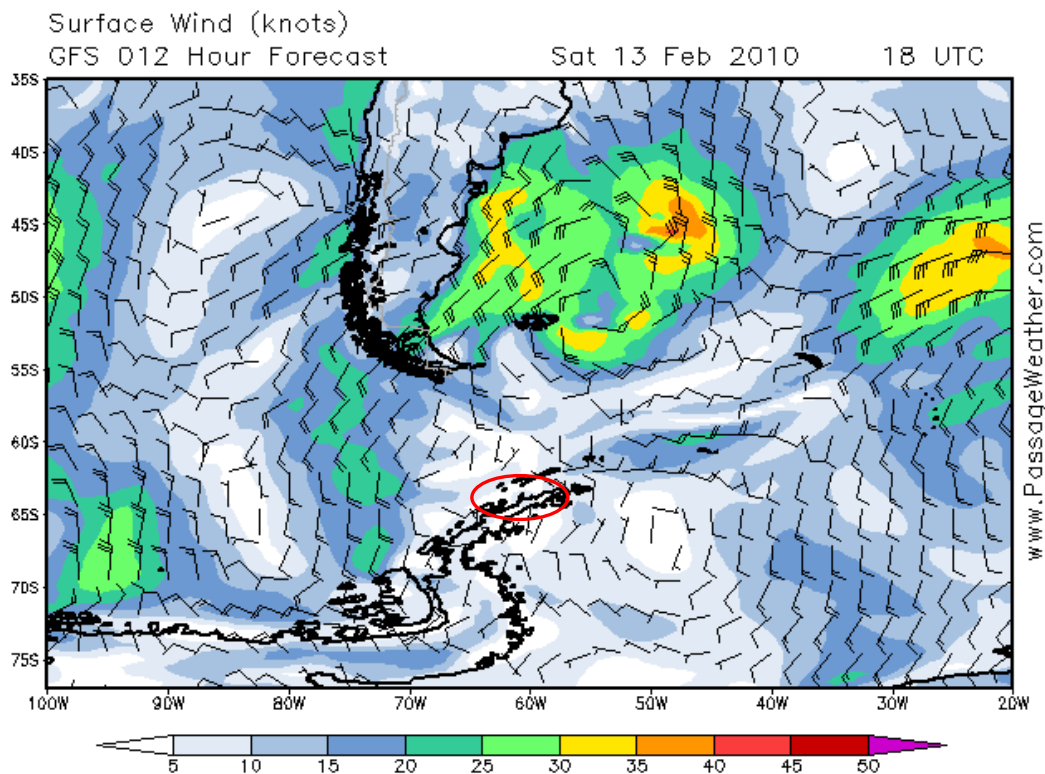 Surface Wind (knots)
GFS 012 Hour Forecast Sat 13 Feb 2010 18 UTC
35S
40S
45S
50S
55S
60S
65S
70S
75S
100W 90W 80W 70W 60W 50W 40W 30W 20W
5 10 15 20 25 30 35 40 45 50
www.PassageWeather.com